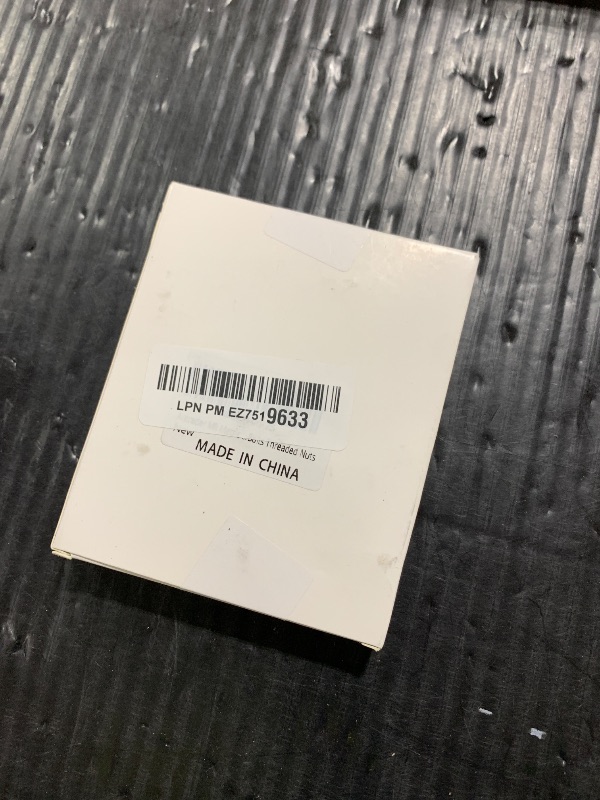 LPN PM EZ7519633
New Threaded Nuts
MADE IN CHINA